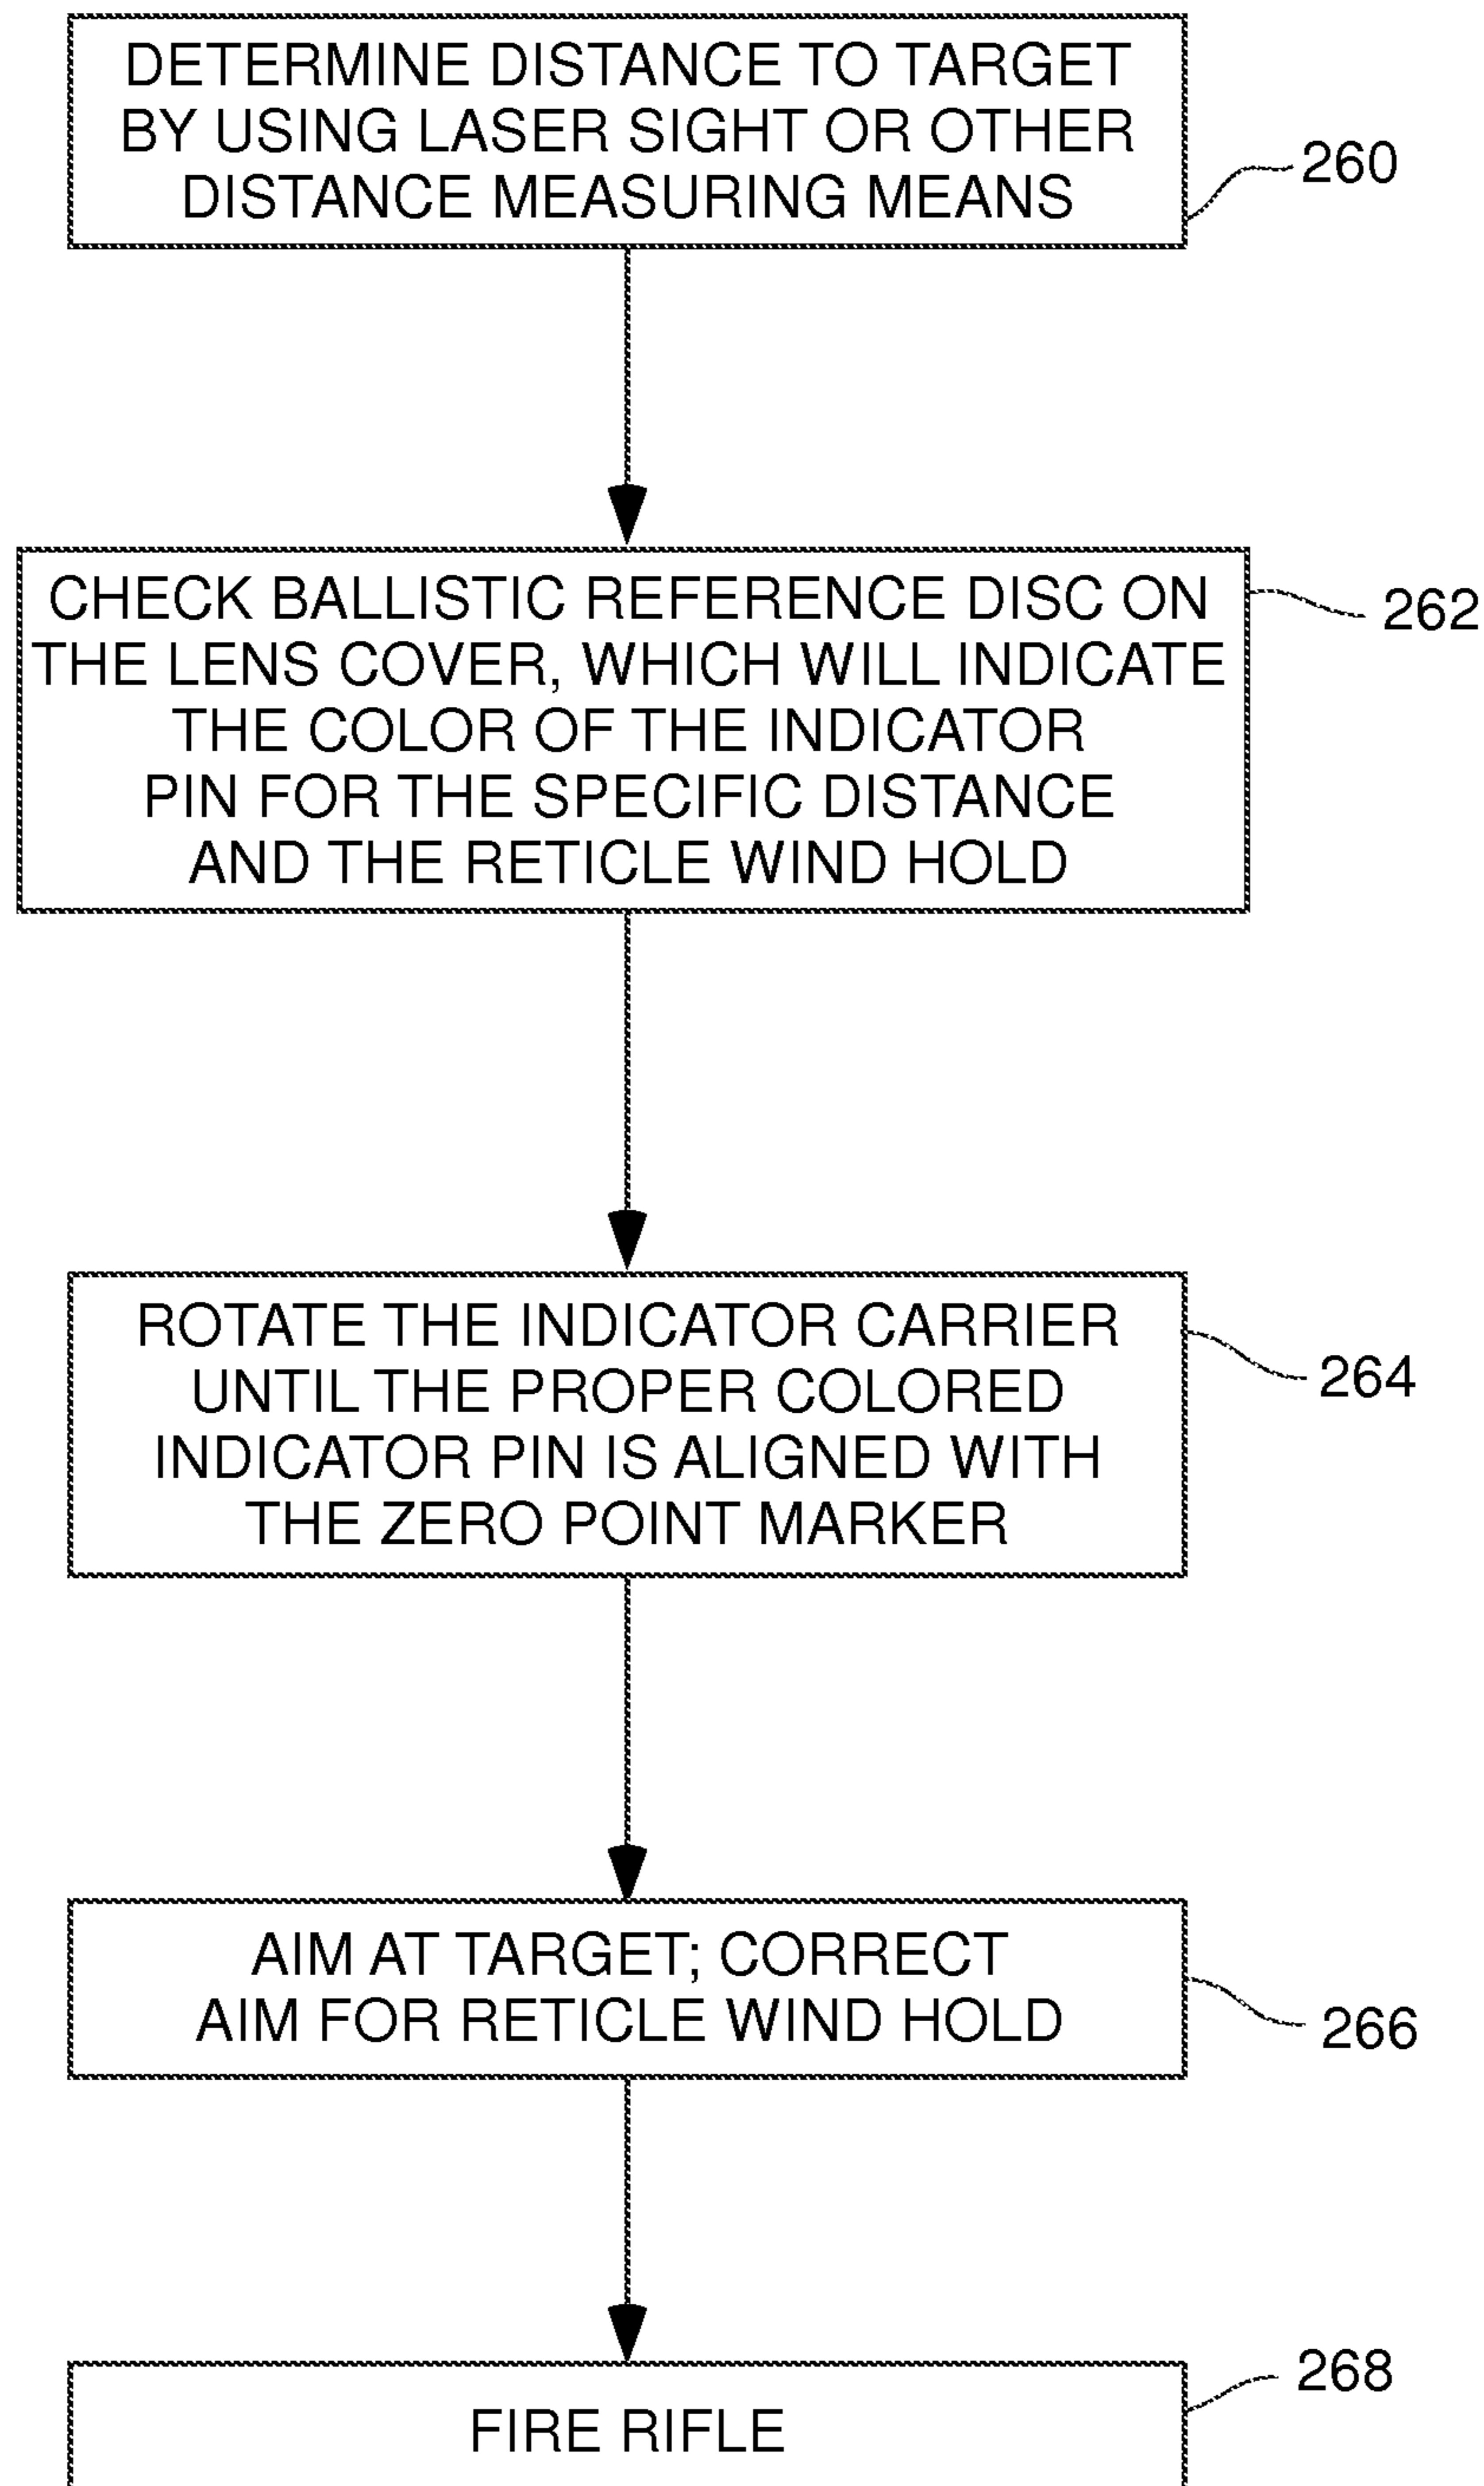 DETERMINE DISTANCE TO TARGET
BY USING LASER SIGHT OR OTHER
DISTANCE MEASURING MEANS
260
CHECK BALLISTIC REFERENCE DISC ON
THE LENS COVER, WHICH WILL INDICATE
THE COLOR OF THE INDICATOR
PIN FOR THE SPECIFIC DISTANCE
AND THE RETICLE WIND HOLD
262
ROTATE THE INDICATOR CARRIER
UNTIL THE PROPER COLORED
INDICATOR PIN IS ALIGNED WITH
THE ZERO POINT MARKER
264
AIM AT TARGET; CORRECT
AIM FOR RETICLE WIND HOLD
266
FIRE RIFLE
268